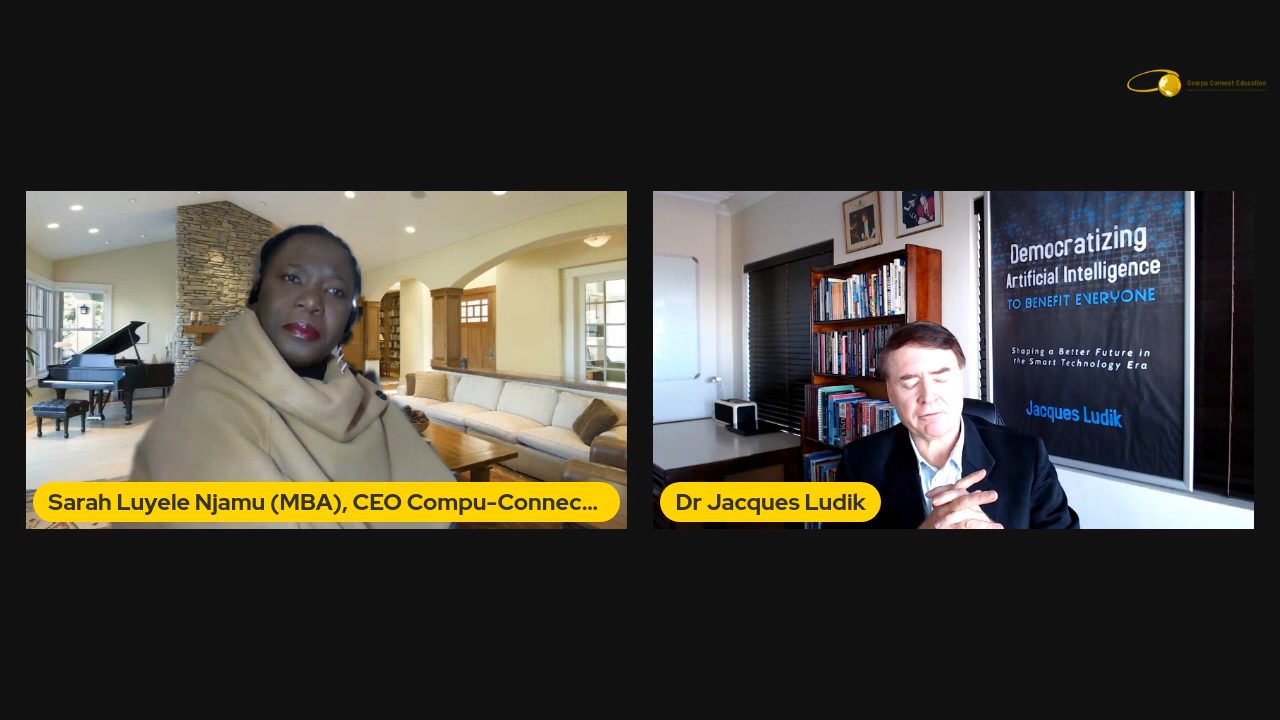 Compu Connect Education
Democratizing
Artificial Intelligence
TO BENEFIT EVERYONE
Shaping a Better Future in
the Smart Technology Era
Jacques Ludik
Sarah Luyele Njamu (MBA), CEO Compu-Connec...
Dr Jacques Ludik